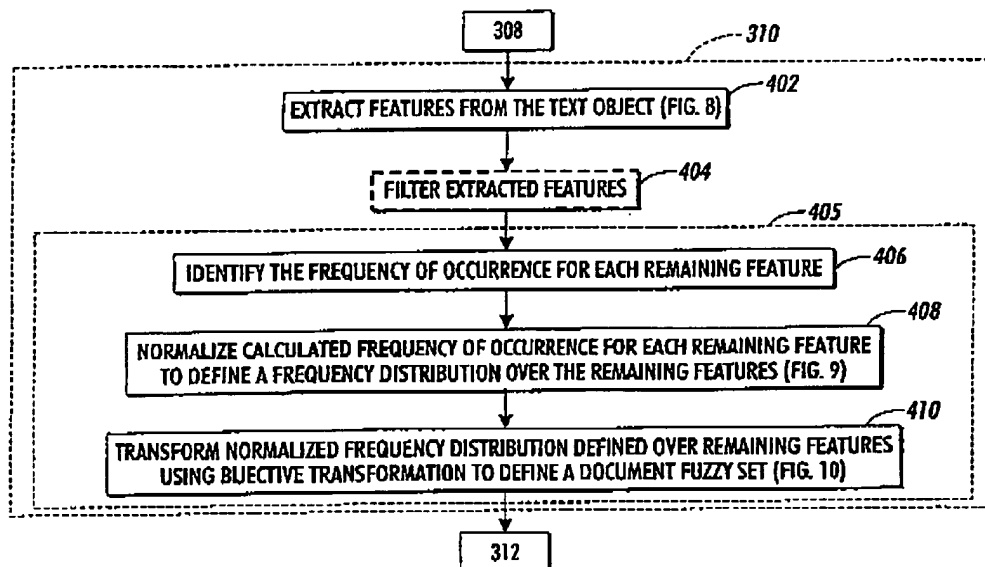 308
310
402
EXTRACT FEATURES FROM THE TEXT OBJECT (FIG. 8)
404
FILTER EXTRACTED FEATURES
405
IDENTIFY THE FREQUENCY OF OCCURRENCE FOR EACH REMAINING FEATURE
406
408
NORMALIZE CALCULATED FREQUENCY OF OCCURRENCE FOR EACH REMAINING FEATURE
TO DEFINE A FREQUENCY DISTRIBUTION OVER THE REMAINING FEATURES (FIG. 9)
410
TRANSFORM NORMALIZED FREQUENCY DISTRIBUTION DEFINED OVER REMAINING FEATURES
USING BIJECTIVE TRANSFORMATION TO DEFINE A DOCUMENT FUZZY SET (FIG. 10)
312